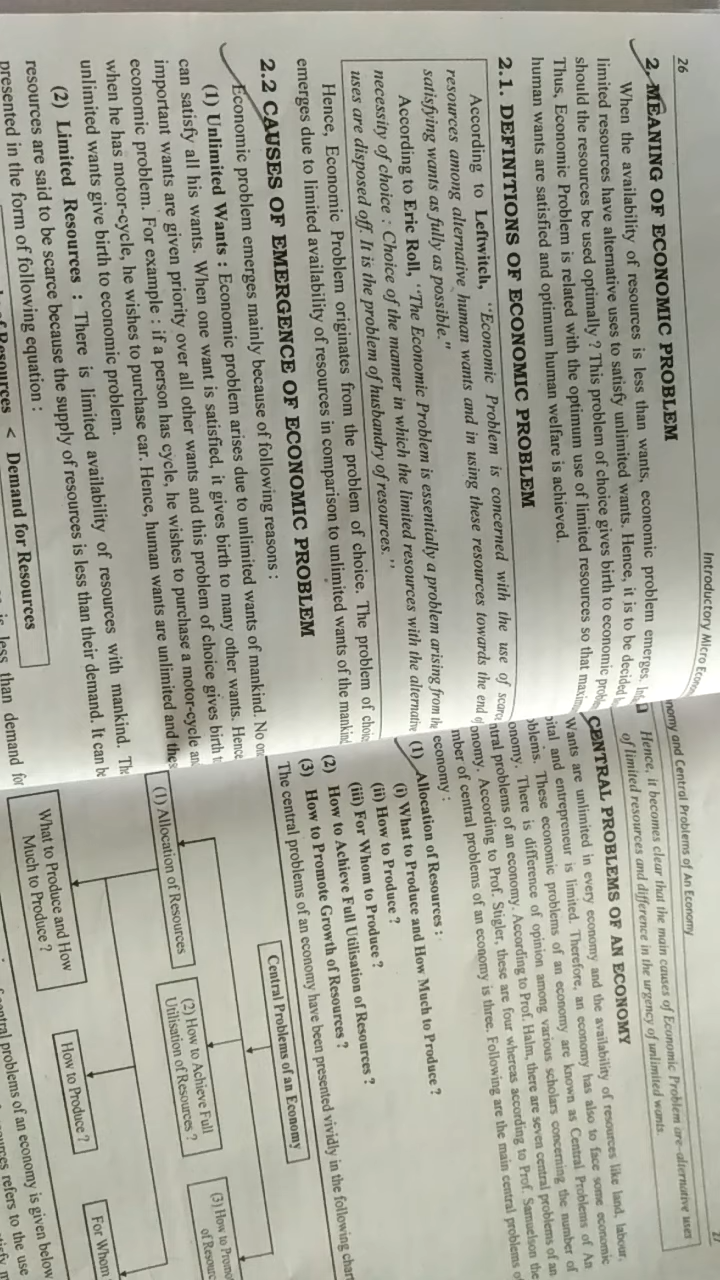 26
Introductory Micro
2. MEANING OF ECONOMIC PROBLEM
When the availability of resources is less than wants, economic problem emerges.
limited resources have alternative uses to satisfy unlimited wants. Hence, it is to be decided
should the resources be used optimally ? This problem of choice gives birth to economic
Thus, Economic Problem is related with the optimum use of limited resources so that
human wants are satisfied and optimum human welfare is achieved.
2.1. DEFINITIONS OF ECONOMIC PROBLEM
According to Leftwitch, "Economic Problem is concerned with the use of
resources among alternative human wants and in using these resources towards the end
satisfying wants as fully as possible."
According to Eric Roll, "The Economic Problem is essentially a problem arising from the
necessity of choice : Choice of the manner in which the limited resources with the alternative
uses are disposed off. It is the problem of husbandry of resources."
Hence, Economic Problem originates from the problem of choice. The problem of
emerges due to limited availability of resources in comparison to unlimited wants of the
2.2 CAUSES OF EMERGENCE OF ECONOMIC PROBLEM
Economic problem emerges mainly because of following reasons :
(1) Unlimited Wants : Economic problem arises due to unlimited wants of mankind. No one
can satisfy all his wants. When one want is satisfied, it gives birth to many other wants. Hence
important wants are given priority over all other wants and this problem of choice gives birth
economic problem. For example : if a person has cycle, he wishes to purchase a motor-cycle
when he has motor-cycle, he wishes to purchase car. Hence, human wants are unlimited and
unlimited wants give birth to economic problem.
(2) Limited Resources : There is limited availability of resources with mankind.
resources are said to be scarce because the supply of resources is less than their demand. It can
presented in the form of following equation :
Resources < Demand for Resources
less than demand for
and Central Problems of An Economy
Hence, it becomes clear that the main causes of Economic Problem are-alternative uses
of limited resources and difference in the urgency of unlimited wants.
CENTRAL PROBLEMS OF AN ECONOMY
Wants are unlimited in every economy and the availability of resources like land, labour,
and entrepreneur is limited. Therefore, an economy has also to face some economic
These economic problems of an economy are known as Central Problems of An
There is difference of opinion among various scholars concerning the number of
problems of an economy. According to Prof. Halm, there are seven central problems of an
According to Prof. Stigler, these are four whereas according to Prof. Samuelson the
of central problems of an economy is three. Following are the main central problems
economy :
(1) Allocation of Resources :
(i) What to Produce and How Much to Produce ?
(ii) How to Produce ?
(iii) For Whom to Produce ?
(2) How to Achieve Full Utilisation of Resources ?
(3) How to Promote Growth of Resources ?
The central problems of an economy have been presented vividly in the following chart
Central Problems of an Economy
(1) Allocation of Resources
(2) How to Achieve Full
Utilisation of Resources ?
(3) How to
What to Produce and How
Much to Produce ?
How to Produce ?
For Whom
problems of an economy is given below
refers to the use